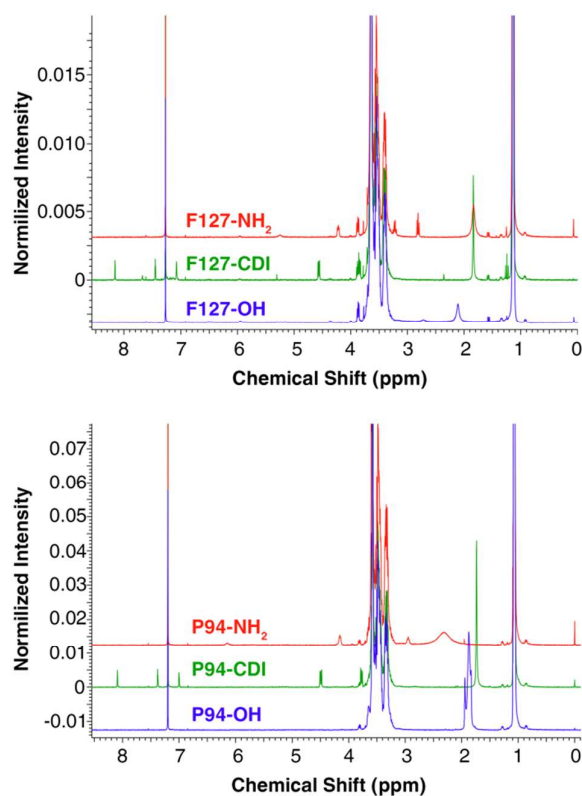 Normilized Intensity
0.015
0.010
0.005
0
F127-NH2
F127-CDI
F127-OH
8 7 6 5 4 3 2 1 0
Chemical Shift (ppm)
Normilized Intensity
0.07
0.06
0.05
0.04
0.03
0.02
0.01
0
-0.01
P94-NH2
P94-CDI
P94-OH
8 7 6 5 4 3 2 1 0
Chemical Shift (ppm)